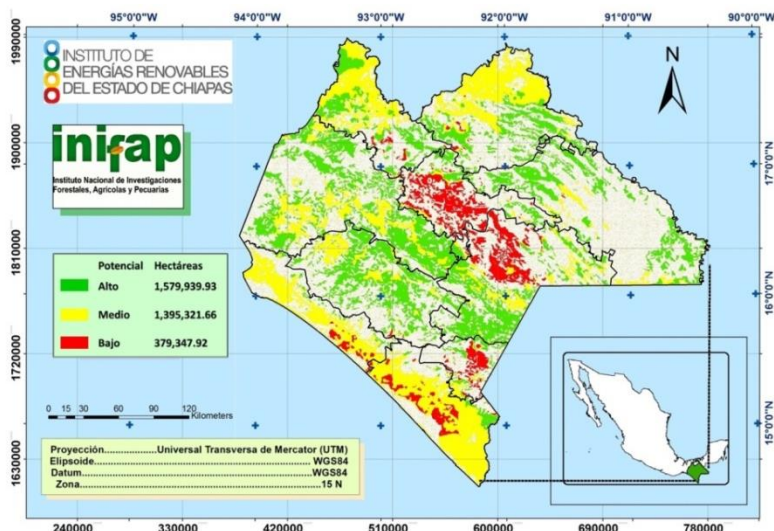 95°0'0"O
94°0'0"O
93°0'0"O
92°0'0"O
91°0'0"O
90°0'0"O
1990000
1900000
1810000
1720000
1630000
INSTITUTO DE
ENERGÍAS RENOVABLES
DEL ESTADO DE CHIAPAS
inifap
Instituto Nacional de Investigaciones
Forestales, Agrícolas y Pecuarias
N
17°0'0"N
16°0'0"N
15°0'0"N
Potencial Hectáreas
Alto 1,579,939.93
Medio 1,395,321.66
Bajo 379,347.92
0 15 30 60 90 120
Kilometers
Proyección............Universal Transversa de Mercator (UTM)
Elipsoide...............................................WGS84
Datum...................................................WGS84
Zona.....................................................15 N
240000 330000 420000 510000 600000 690000 780000